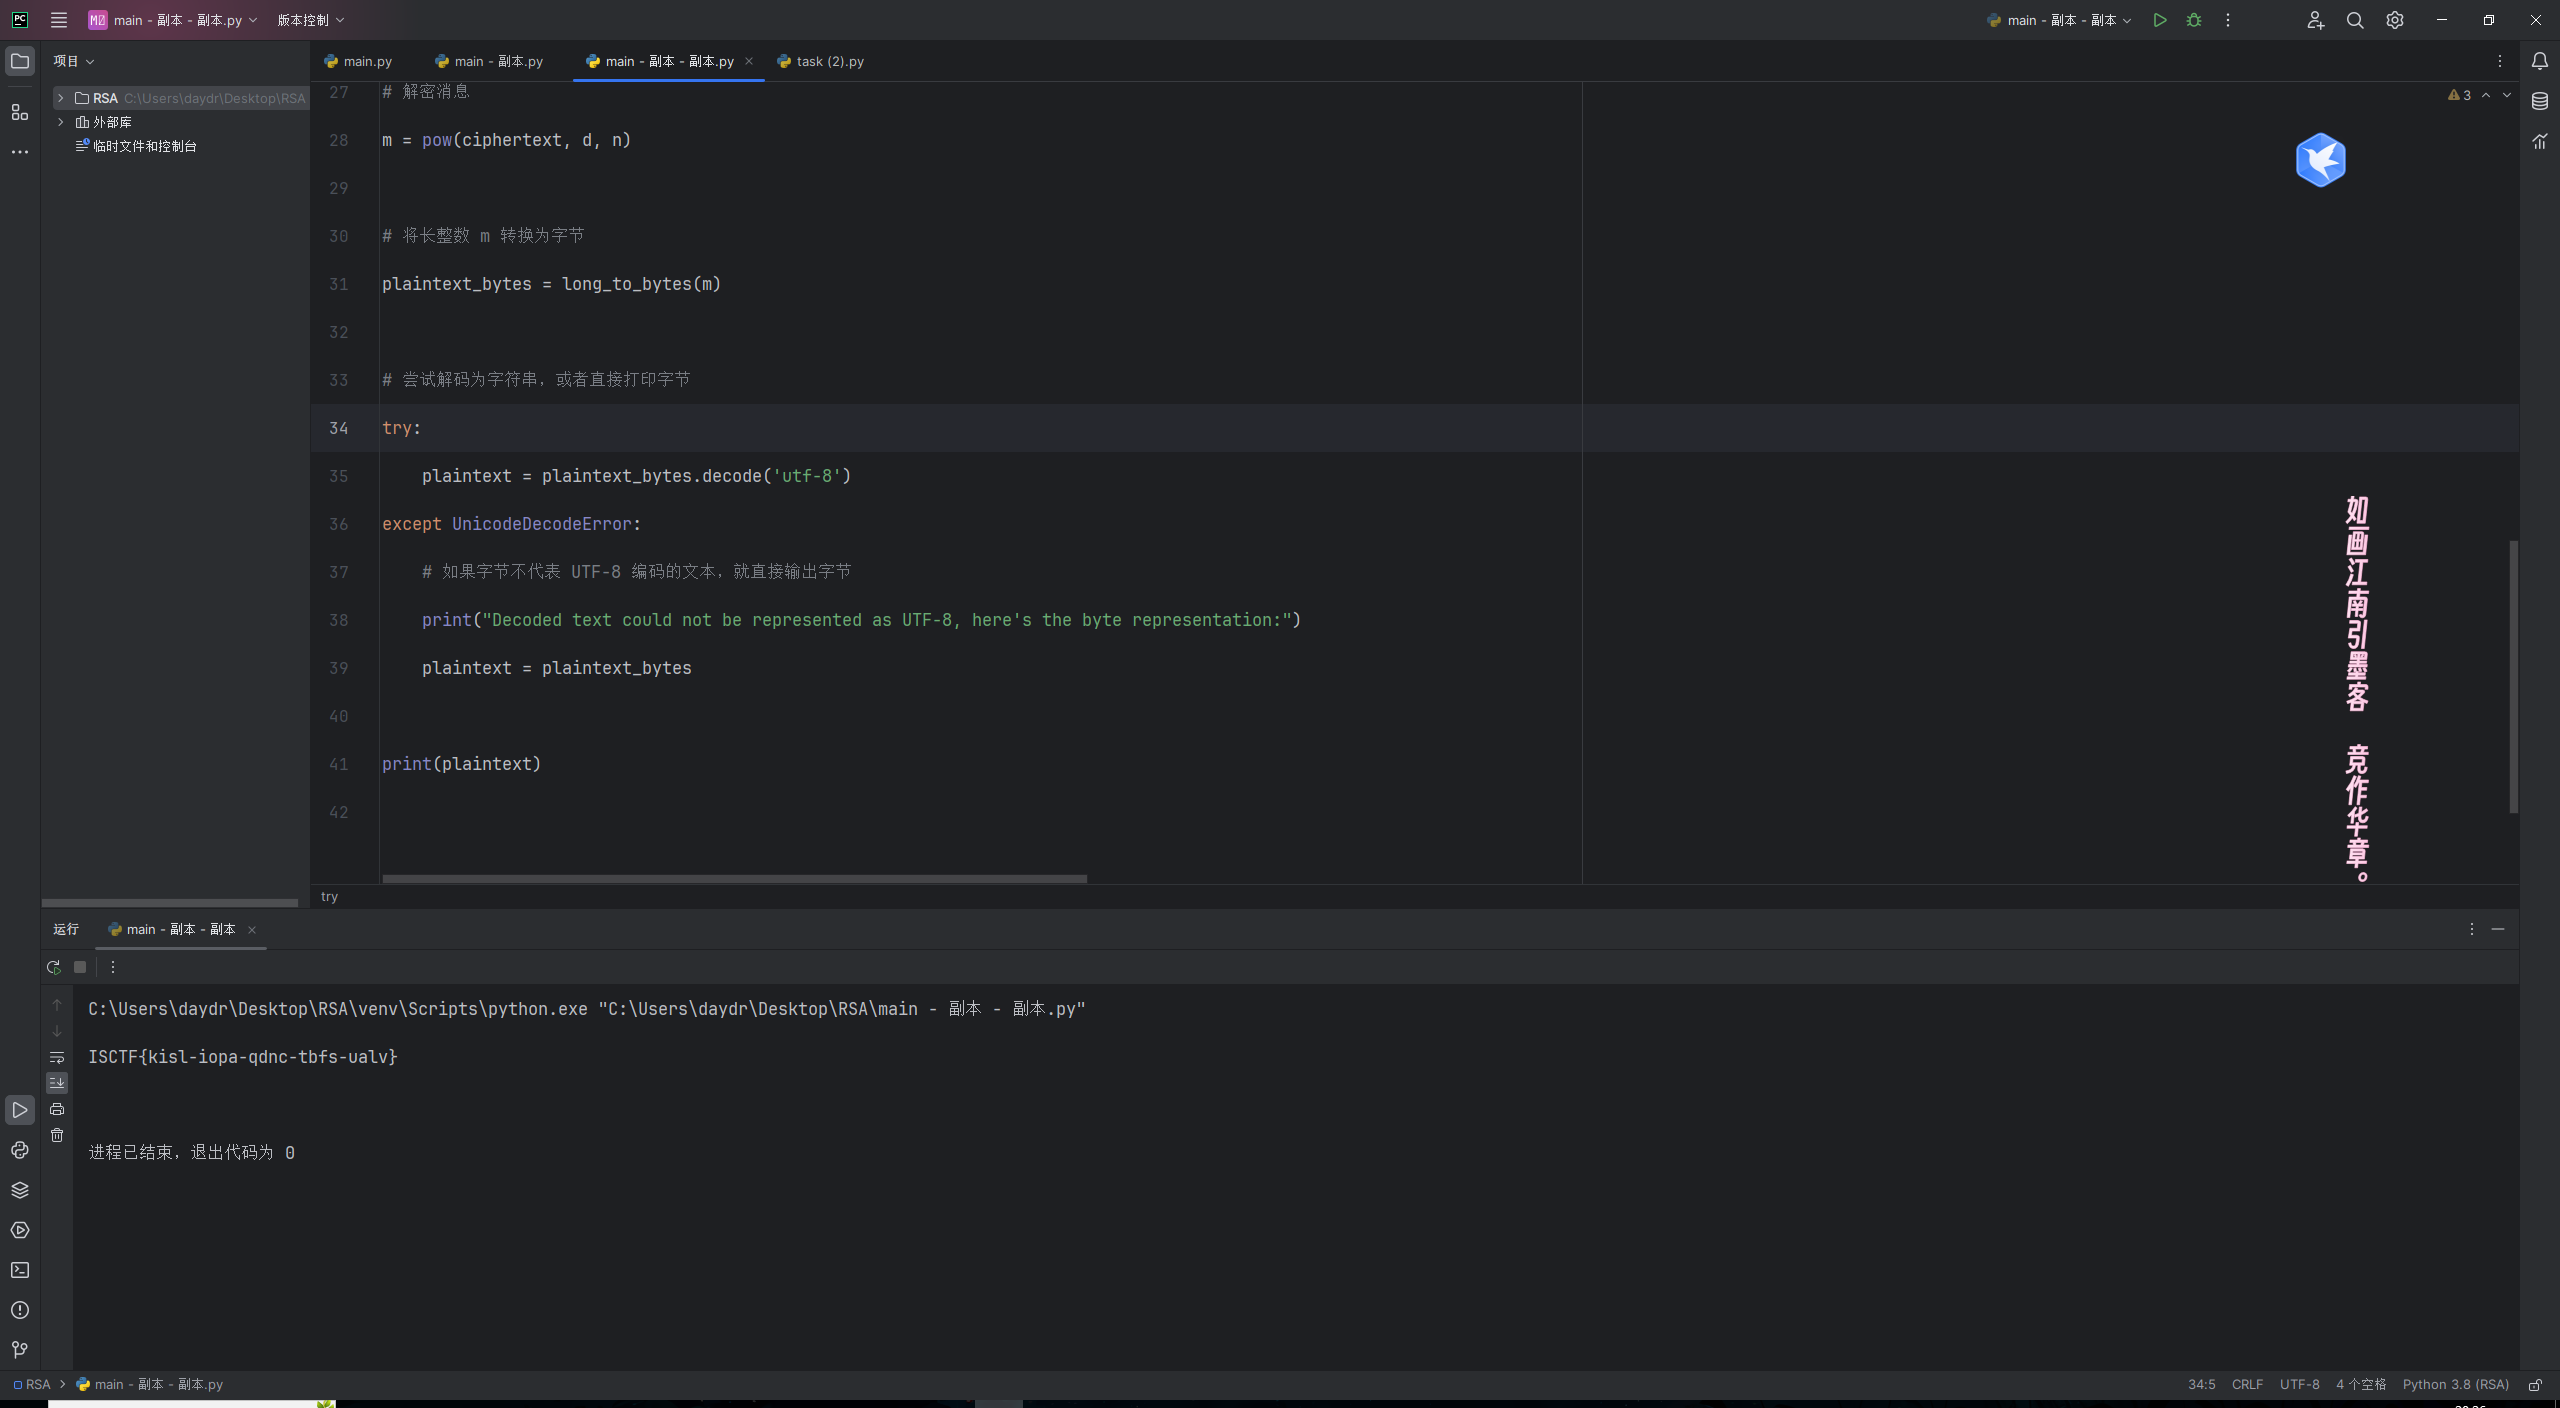 PC
M0 main - 副本 - 副本.py 版本控制 main - 副本 - 副本
项目
main.py main - 副本.py main - 副本 - 副本.py task (2).py
RSA C:\Users\daydr\Desktop\RSA
外部库
临时文件和控制台
3
27 # 解密消息
28 m = pow(ciphertext, d, n)
29
30 # 将长整数 m 转换为字节
31 plaintext_bytes = long_to_bytes(m)
32
33 # 尝试解码为字符串，或者直接打印字节
34 try:
35 plaintext = plaintext_bytes.decode('utf-8')
36 except UnicodeDecodeError:
37 # 如果字节不代表 UTF-8 编码的文本，就直接输出字节
38 print("Decoded text could not be represented as UTF-8, here's the byte representation:")
39 plaintext = plaintext_bytes
40
41 print(plaintext)
42
如画江南引墨客 竞作华章。
try
运行 main - 副本 - 副本
C:\Users\daydr\Desktop\RSA\venv\Scripts\python.exe "C:\Users\daydr\Desktop\RSA\main - 副本 - 副本.py"
ISCTF{kisl-iopa-qdnc-tbfs-ualv}
进程已结束，退出代码为 0
RSA main - 副本 - 副本.py
34:5 CRLF UTF-8 4 个空格 Python 3.8 (RSA)